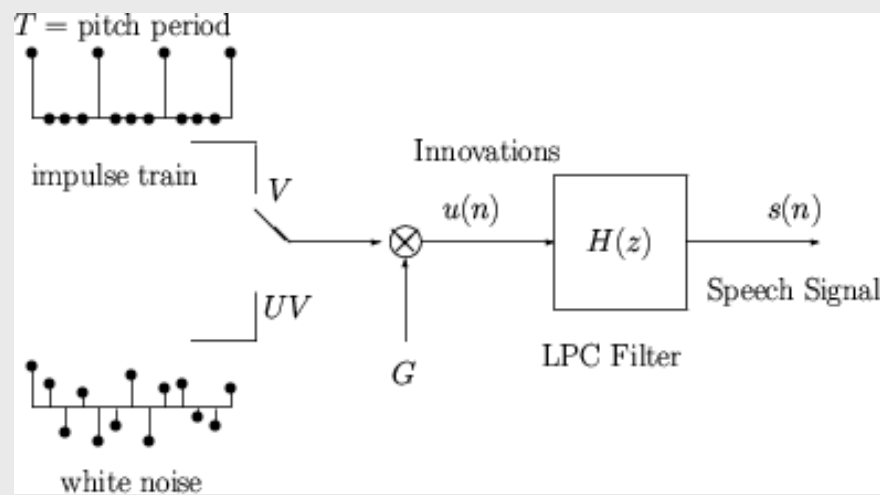 T = pitch period
impulse train
V
Innovations
u(n)
H(z)
s(n)
Speech Signal
UV
G
LPC Filter
white noise